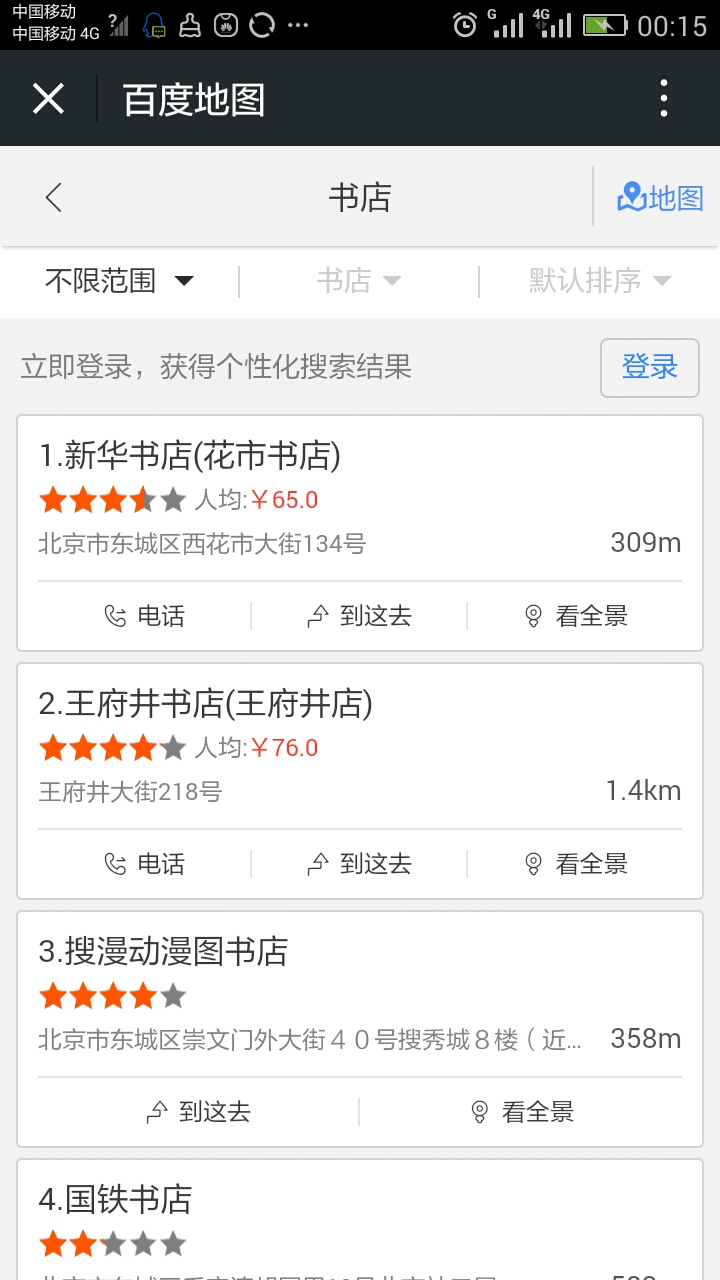 中国移动
中国移动 4G
G
4G
00:15
百度地图
书店
地图
不限范围
书店
默认排序
立即登录，获得个性化搜索结果
登录
1.新华书店(花市书店)
人均:￥65.0
北京市东城区西花市大街134号
309m
电话
到这去
看全景
2.王府井书店(王府井店)
人均:￥76.0
王府井大街218号
1.4km
电话
到这去
看全景
3.搜漫动漫图书店
北京市东城区崇文门外大街４０号搜秀城８楼（近...
358m
到这去
看全景
4.国铁书店